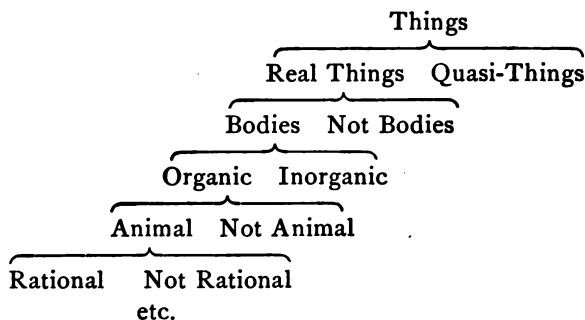 Things
Real Things Quasi-Things
Bodies Not Bodies
Organic Inorganic
Animal Not Animal
Rational Not Rational
etc.